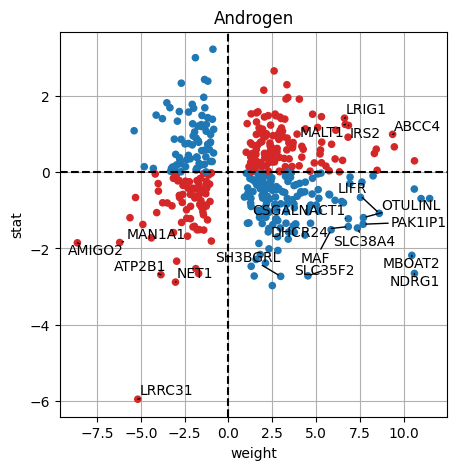 Androgen
stat
2
0
−2
−4
−6
LRIG1
MALT1
IRS2
ABCC4
LIFR
CSGALNACT1
OTULINL
PAK1IP1
DHCR24
SLC38A4
MAN1A1
AMIGO2
SH3BGRL
MAF
MBOAT2
ATP2B1
NET1
SLC35F2
NDRG1
LRRC31
−7.5 −5.0 −2.5 0.0 2.5 5.0 7.5 10.0
weight